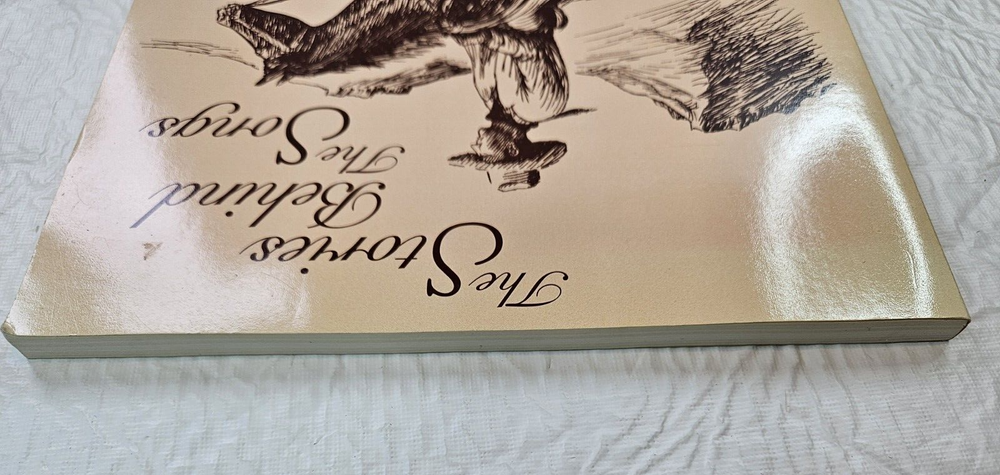 The Stories
Behind
The Songs